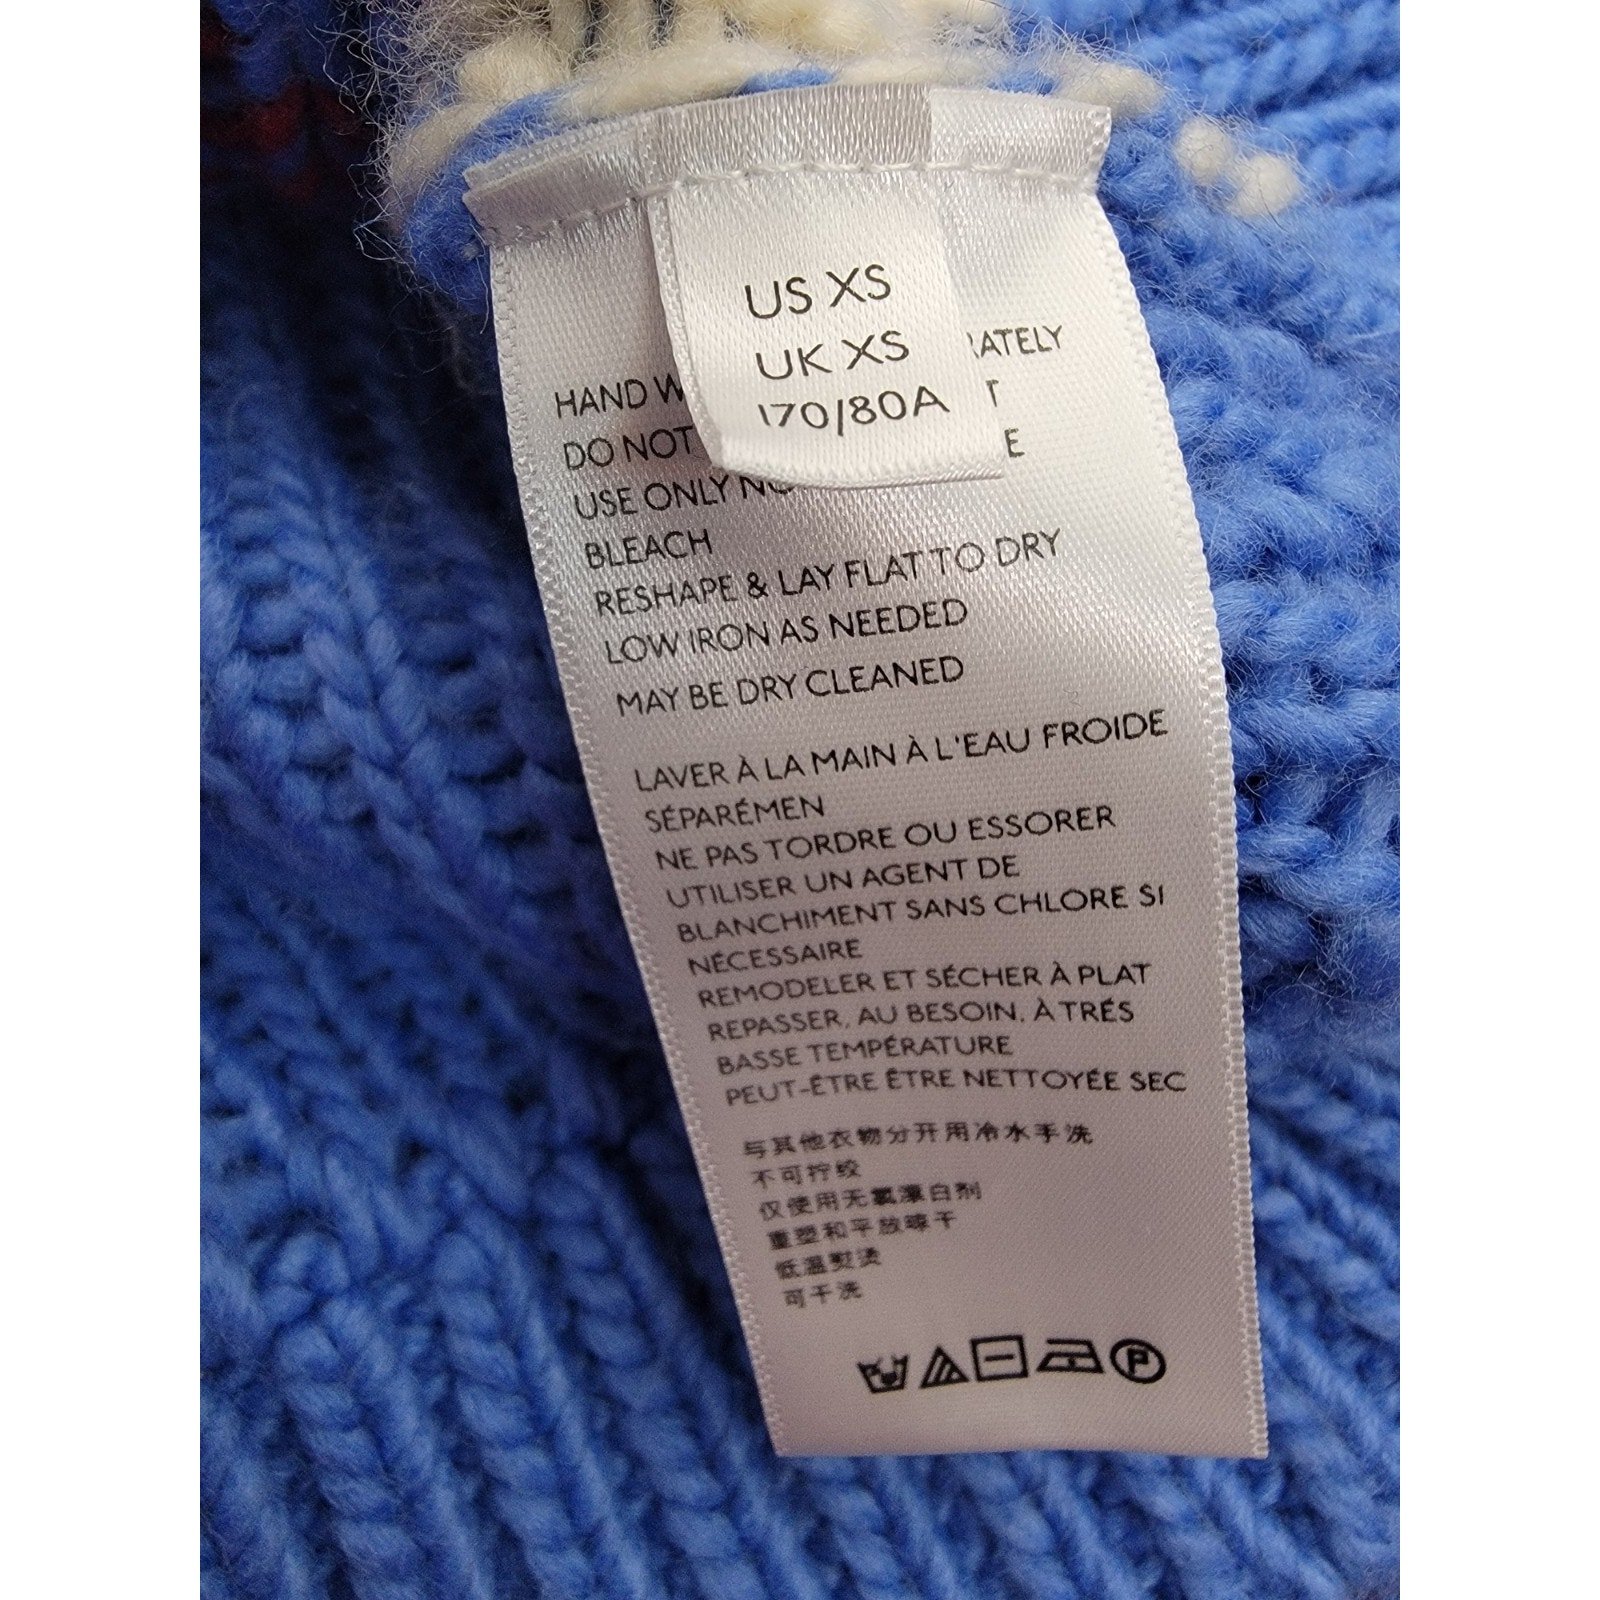 US XS
UK XS
170/80A
HAND
DO NOT
USE ONLY
BLEACH
RESHAPE & LAY FLAT TO DRY
LOW IRON AS NEEDED
MAY BE DRY CLEANED
LAVER À LA MAIN À L'EAU FROIDE
SÉPARÉMEN
NE PAS TORDRE OU ESSORER
UTILISER UN AGENT DE
BLANCHIMENT SANS CHLORE SI
NÉCESSAIRE
REMODELER ET SÉCHER À PLAT
REPASSER, AU BESOIN, À TRÉS
BASSE TEMPÉRATURE
PEUT-ÊTRE ÊTRE NETTOYÉE SEC
与其他衣物分开用冷水手洗
不可拧绞
仅使用无氯漂白剂
重塑和平放晾干
低温熨烫
可干洗
P